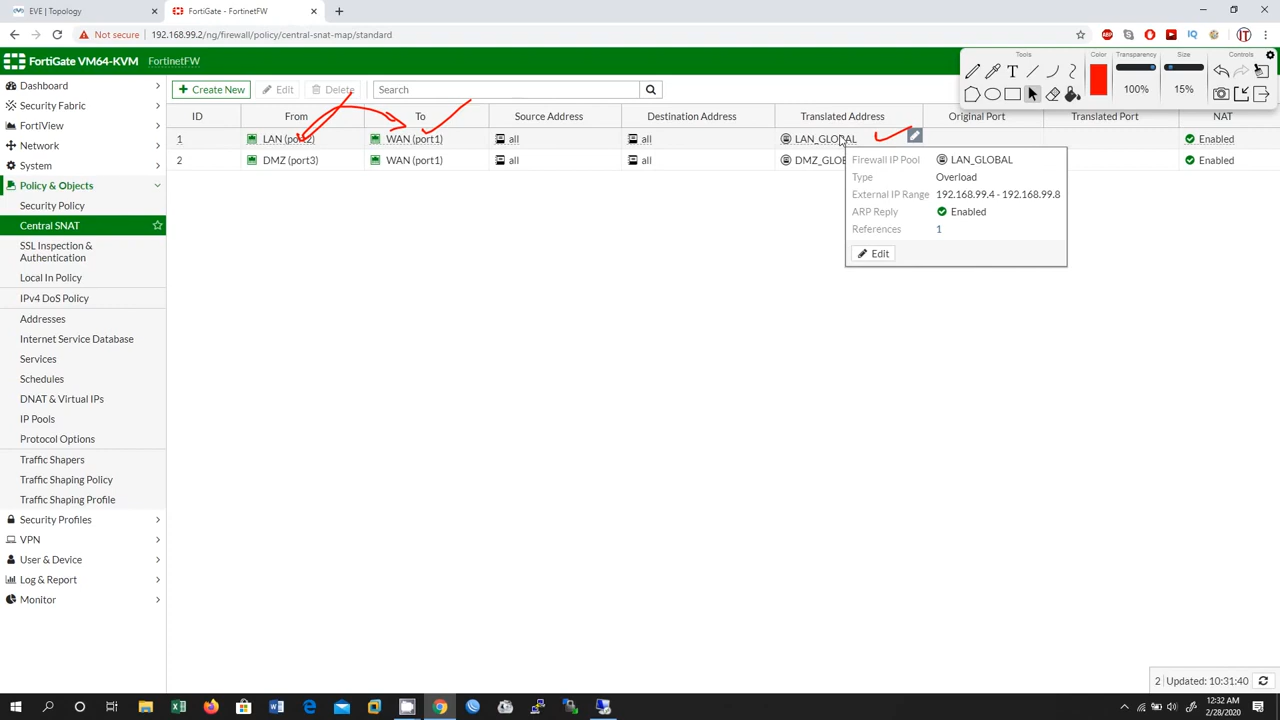 EVE | Topology
FortiGate - FortinetFW
Not secure | 192.168.99.2/ng/firewall/policy/central-snat-map/standard
FortiGate VM64-KVM FortinetFW
Tools Color Transparency Size Controls
100% 15%
Dashboard
Security Fabric
FortiView
Network
System
Policy & Objects
Security Policy
Central SNAT
SSL Inspection &
Authentication
Local In Policy
IPv4 DoS Policy
Addresses
Internet Service Database
Services
Schedules
DNAT & Virtual IPs
IP Pools
Protocol Options
Traffic Shapers
Traffic Shaping Policy
Traffic Shaping Profile
Security Profiles
VPN
User & Device
Log & Report
Monitor
Create New Edit Delete Search
ID From To Source Address Destination Address Translated Address Original Port Translated Port NAT
1 LAN (port2) WAN (port1) all all LAN_GLOBAL Enabled
2 DMZ (port3) WAN (port1) all all DMZ_GLOB Enabled
Firewall IP Pool LAN_GLOBAL
Type Overload
External IP Range 192.168.99.4 - 192.168.99.8
ARP Reply Enabled
References 1
Edit
2 Updated: 10:31:40
12:32 AM
2/28/2020